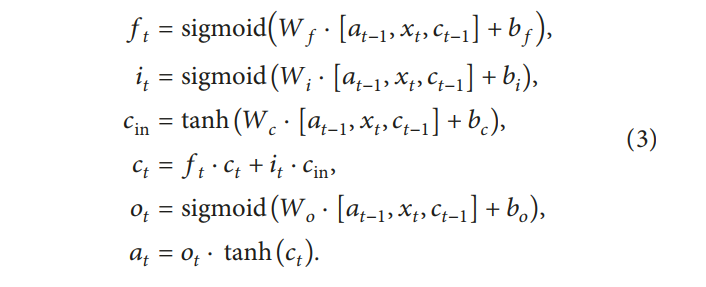 f_t = sigmoid(W_f · [a_{t–1}, x_t, c_{t–1}] + b_f),
i_t = sigmoid(W_i · [a_{t–1}, x_t, c_{t–1}] + b_i),
c_in = tanh(W_c · [a_{t–1}, x_t, c_{t–1}] + b_c),
(3)
c_t = f_t · c_t + i_t · c_in,
o_t = sigmoid(W_o · [a_{t–1}, x_t, c_{t–1}] + b_o),
a_t = o_t · tanh(c_t).